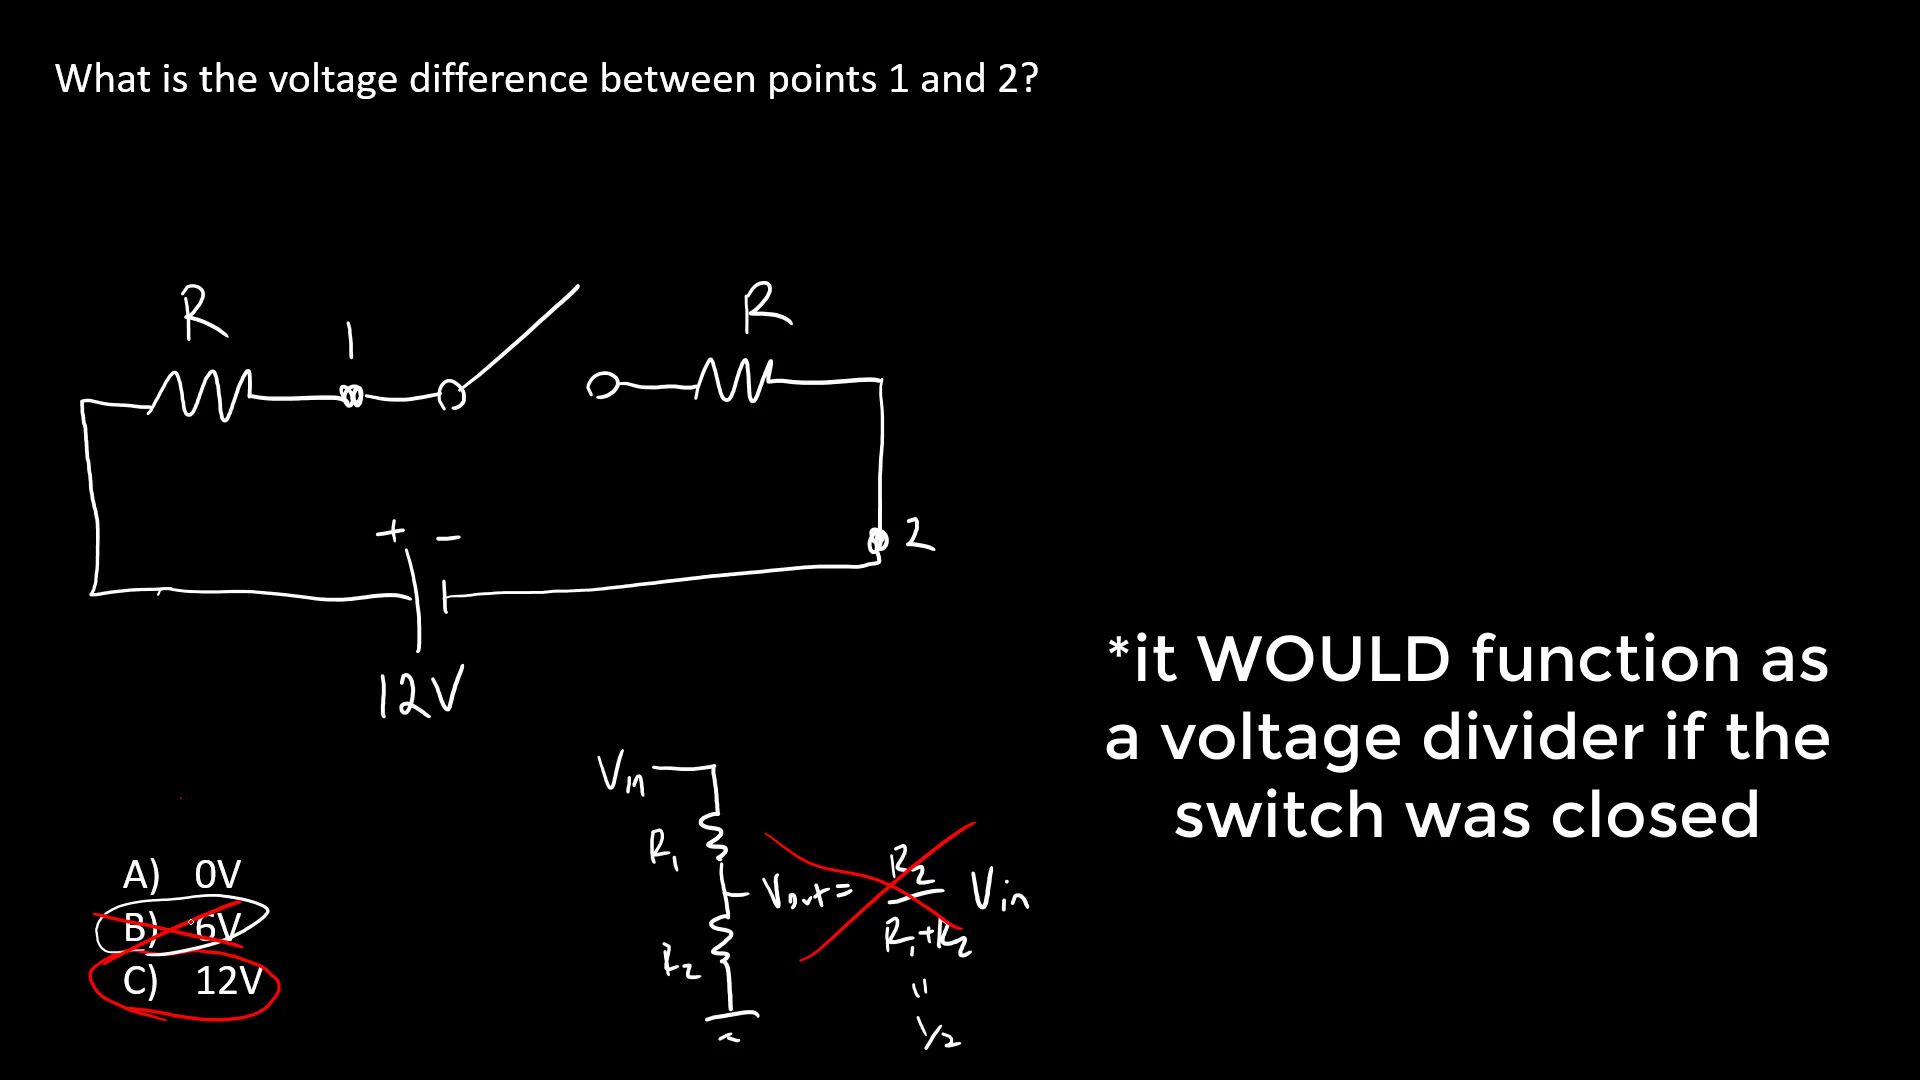 What is the voltage difference between points 1 and 2?
R
1
R
+ -
2
12V
*it WOULD function as
a voltage divider if the
switch was closed
Vin
R1
Vout = R2/(R1+R2) Vin
R2
"
1/2
A) 0V
B) 6V
C) 12V